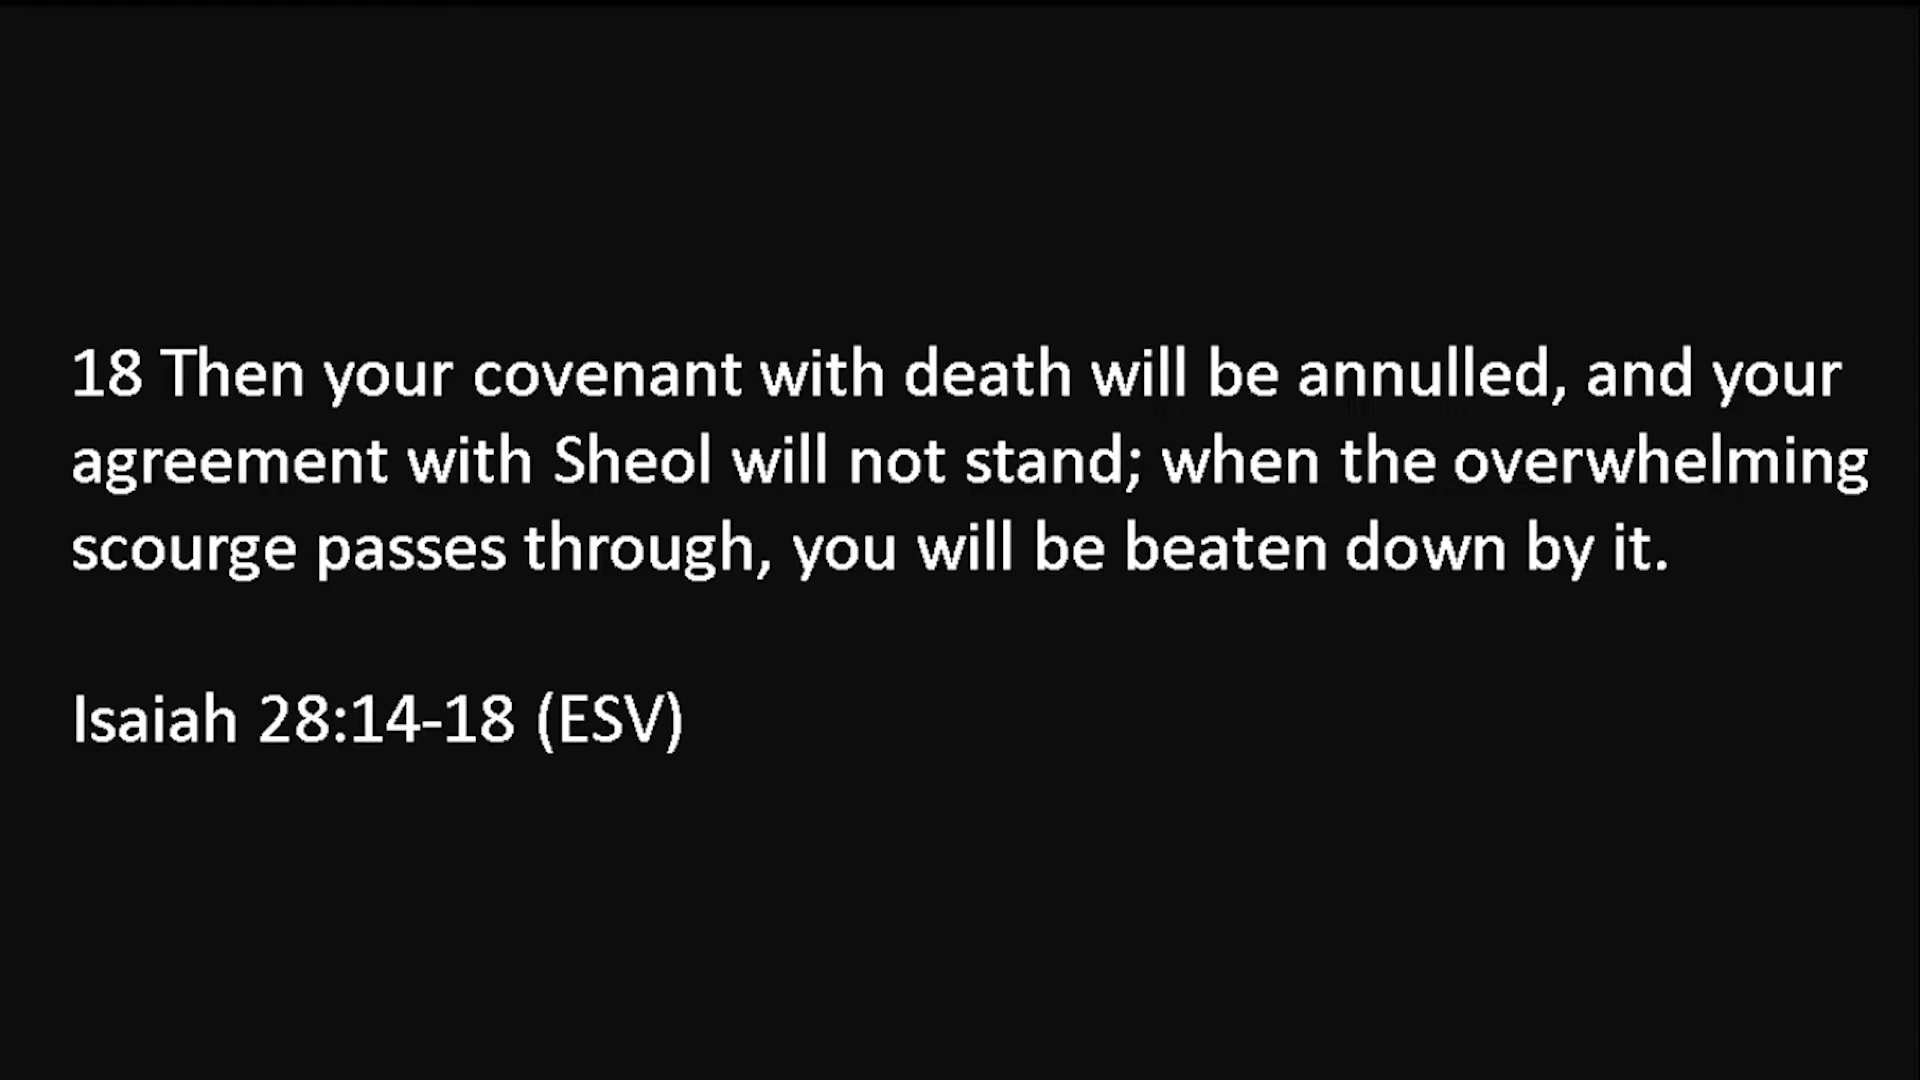 18 Then your covenant with death will be annulled, and your
agreement with Sheol will not stand; when the overwhelming
scourge passes through, you will be beaten down by it.
Isaiah 28:14-18 (ESV)